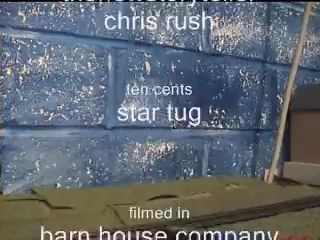 chris rush
ten cents
star tug
filmed in
barn house company